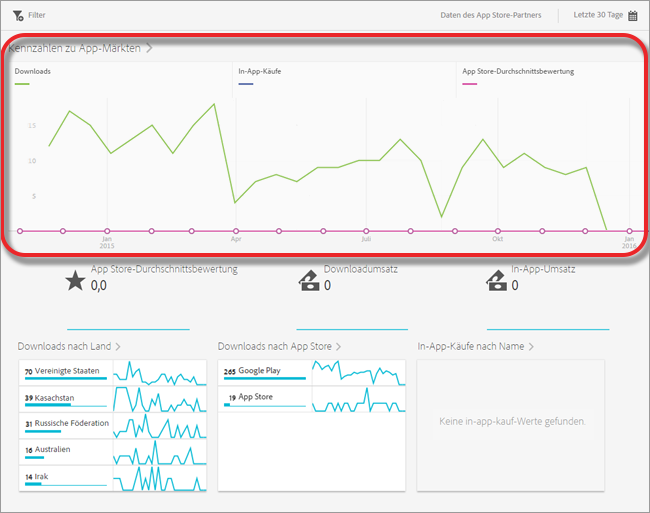 Filter
Daten des App Store-Partners
Letzte 30 Tage
Kennzahlen zu App-Märkten
Downloads
In-App-Käufe
App Store-Durchschnittsbewertung
15
10
5
Jan
2015
Apr
Juli
Okt
Jan
2016
App Store-Durchschnittsbewertung
0,0
Downloadumsatz
0
In-App-Umsatz
0
Downloads nach Land
70 Vereinigte Staaten
39 Kasachstan
31 Russische Föderation
16 Australien
14 Irak
Downloads nach App Store
265 Google Play
19 App Store
In-App-Käufe nach Name
Keine in-app-kauf-Werte gefunden.